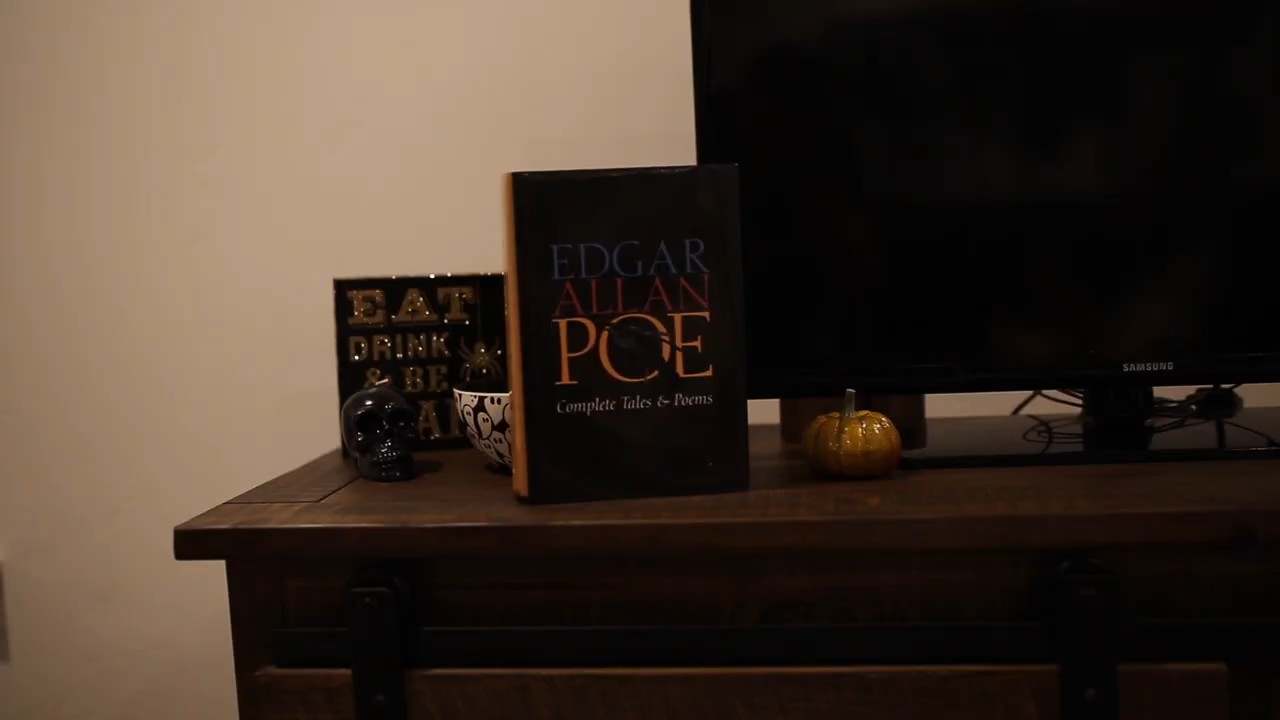 EAT
DRINK
& BE
EDGAR
ALLAN
POE
Complete Tales & Poems
SAMSUNG